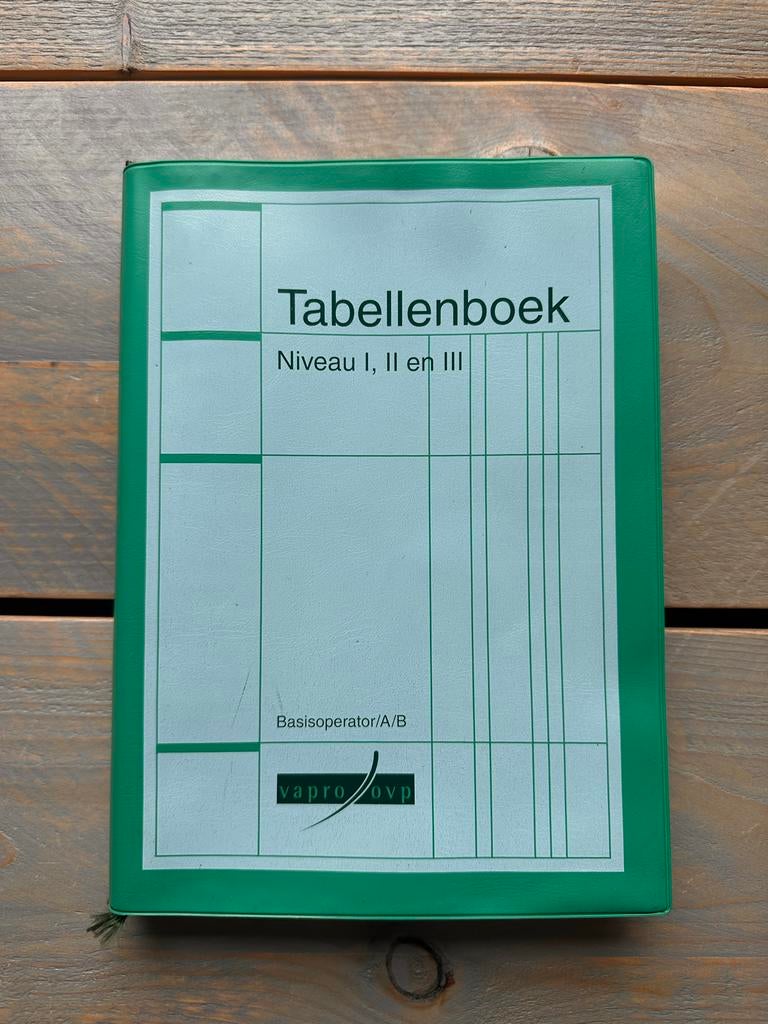 Tabellenboek
Niveau I, II en III
Basisoperator/A/B
vapro ovp